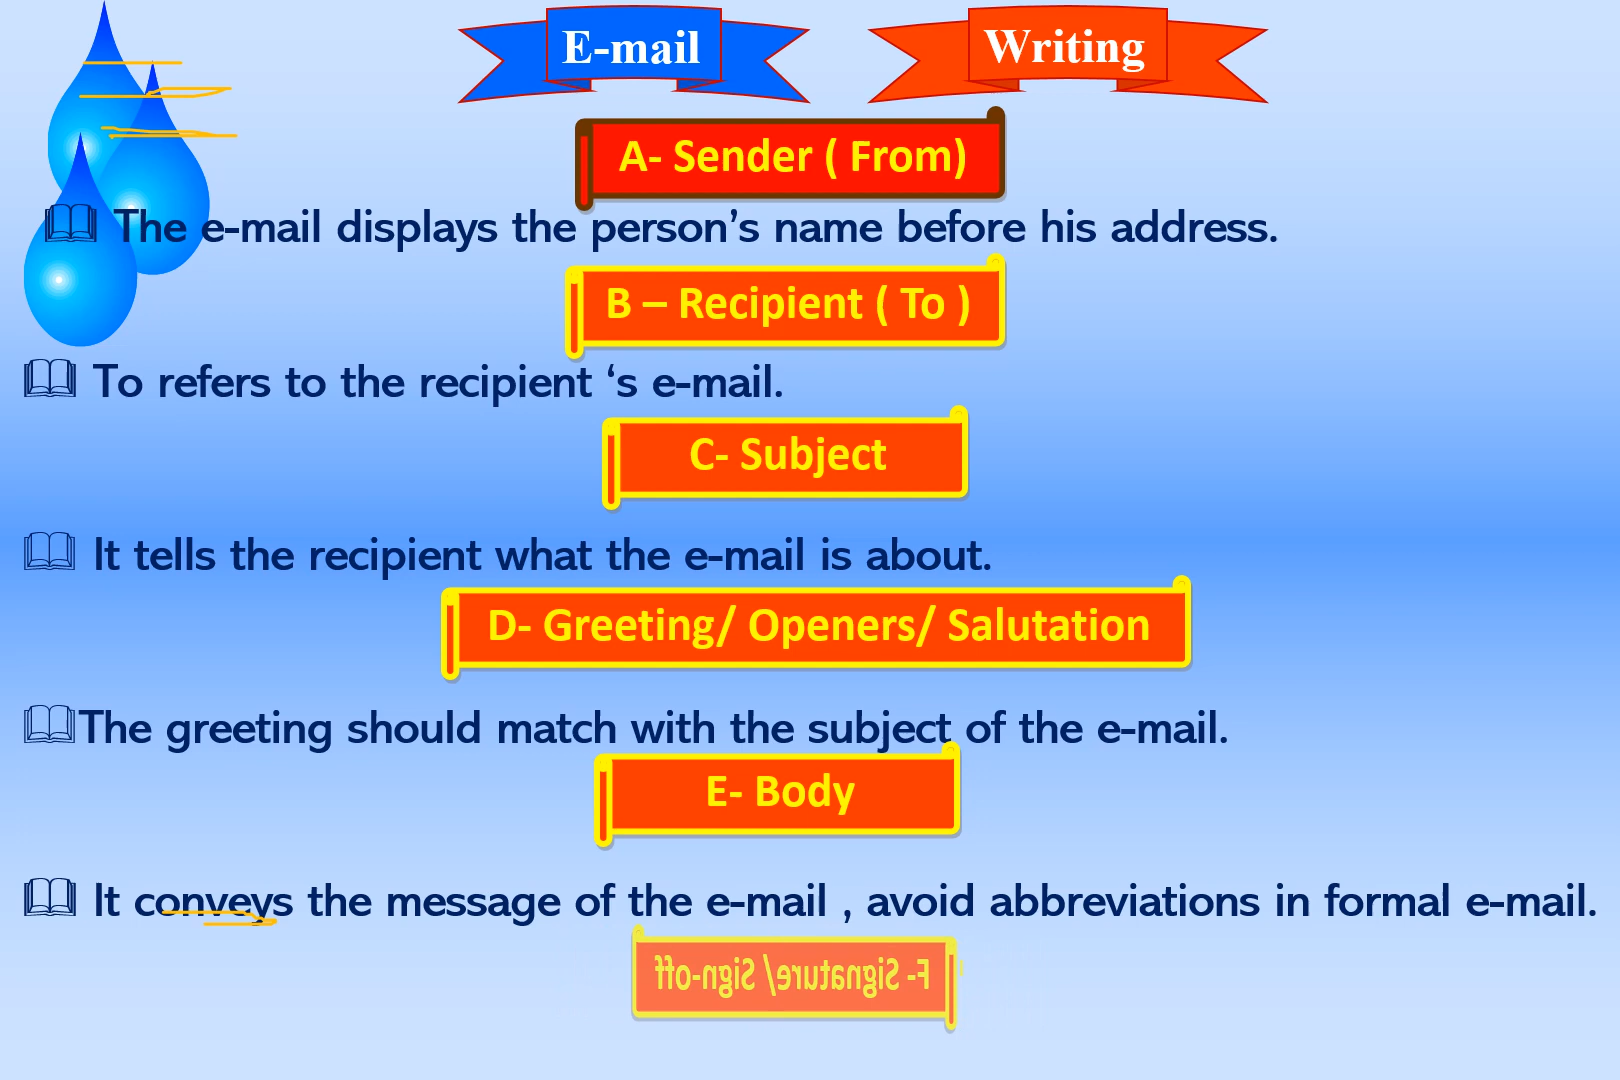 E-mail Writing
A- Sender ( From)
The e-mail displays the person’s name before his address.
B – Recipient ( To )
To refers to the recipient ‘s e-mail.
C- Subject
It tells the recipient what the e-mail is about.
D- Greeting/ Openers/ Salutation
The greeting should match with the subject of the e-mail.
E- Body
It conveys the message of the e-mail , avoid abbreviations in formal e-mail.
F- Signature/ Sign-off